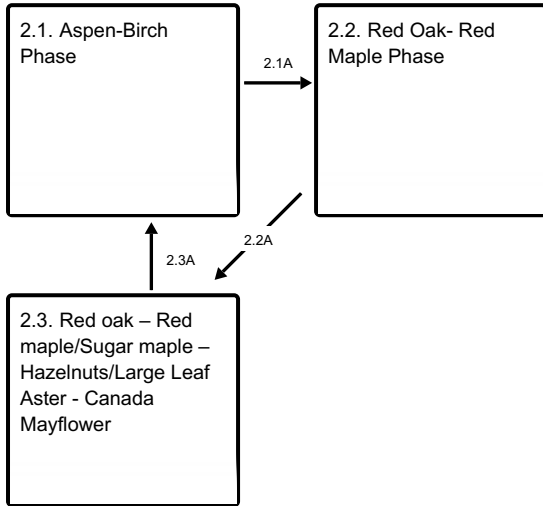 2.1. Aspen-Birch
Phase
2.1A
2.2. Red Oak- Red
Maple Phase
2.2A
2.3A
2.3. Red oak – Red
maple/Sugar maple –
Hazelnuts/Large Leaf
Aster - Canada
Mayflower